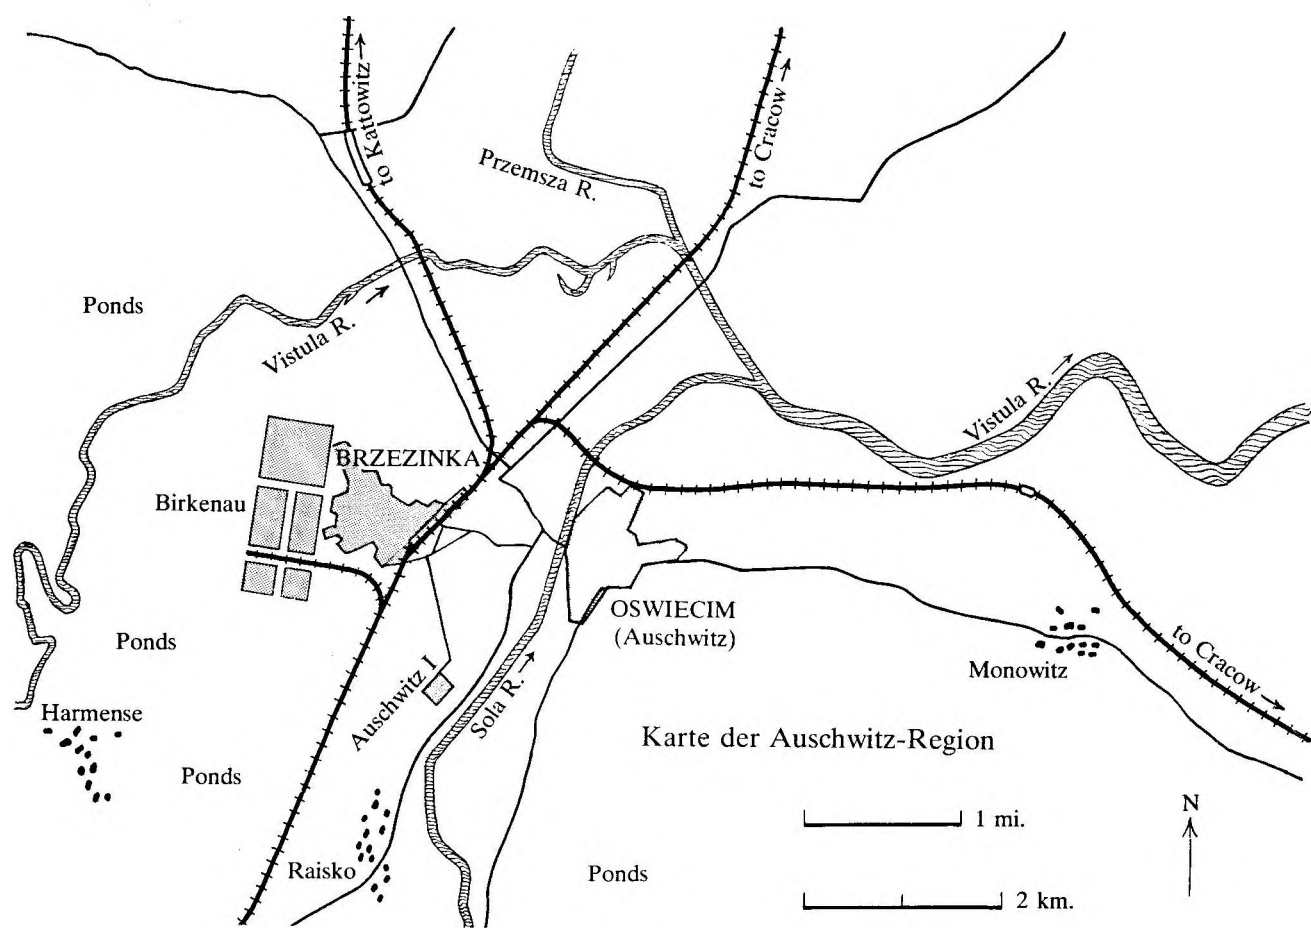 to Kattowitz
to Cracow
Przemsza R.
Ponds
Vistula R.
Vistula R.
BRZEZINKA
Birkenau
OSWIECIM
(Auschwitz)
Ponds
Monowitz
to Cracow
Harmense
Auschwitz I
Sola R.
Karte der Auschwitz-Region
Ponds
1 mi.
N
Raisko
Ponds
2 km.